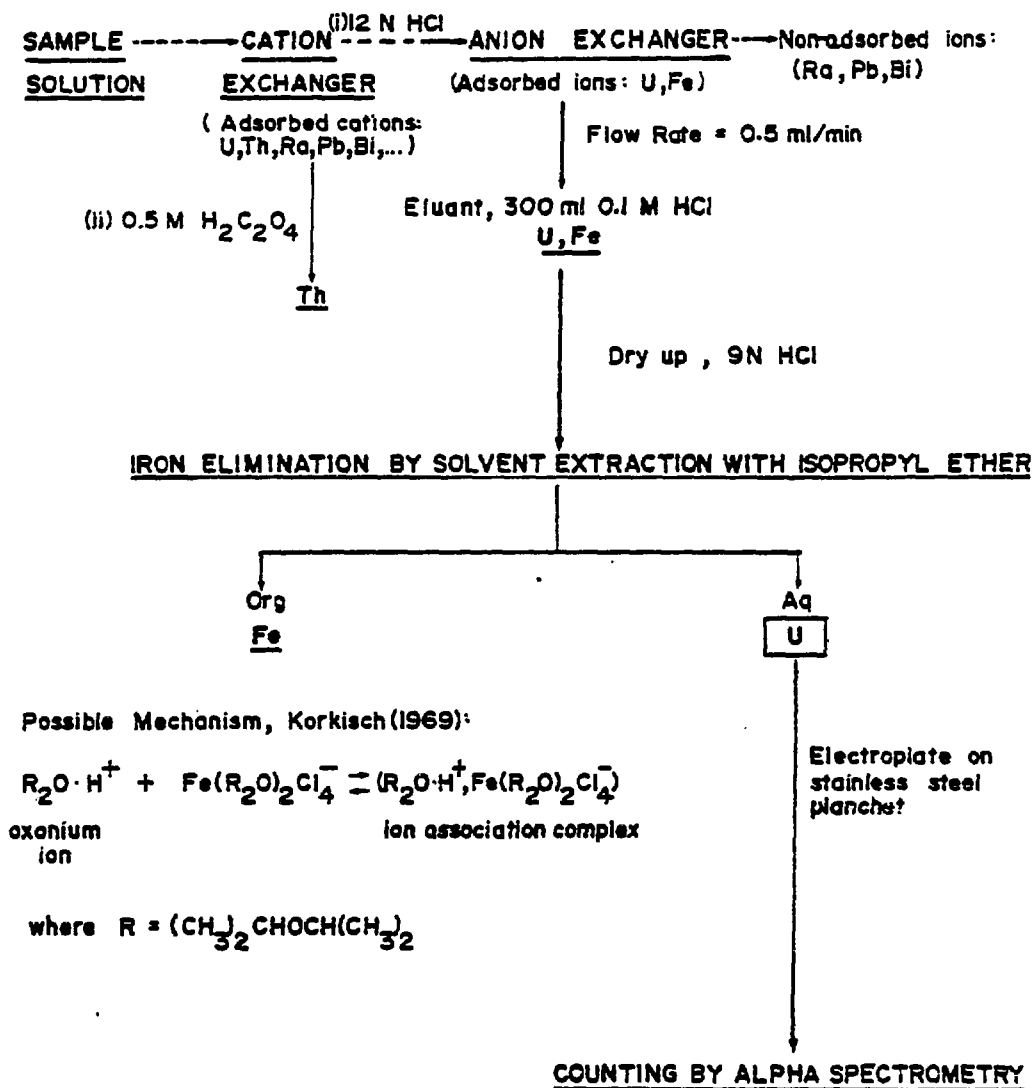 (i) 12 N HCl
SAMPLE CATION ANION EXCHANGER Non-adsorbed ions:
SOLUTION EXCHANGER (Adsorbed ions: U,Fe) (Ra, Pb, Bi)
( Adsorbed cations:
U,Th,Ra,Pb,Bi,...)
Flow Rate = 0.5 ml/min
(ii) 0.5 M H2C2O4
Eluant, 300 ml 0.1 M HCl
U, Fe
Th
Dry up , 9N HCl
IRON ELIMINATION BY SOLVENT EXTRACTION WITH ISOPROPYL ETHER
Org Aq
Fe U
Possible Mechanism, Korkisch (1969):
R2O·H+ + Fe(R2O)2Cl4− ⇌ (R2O·H+,Fe(R2O)2Cl4−)
oxonium ion association complex
ion
Electroplate on
stainless steel
planchet
where R = (CH3)2 CHOCH(CH3)2
COUNTING BY ALPHA SPECTROMETRY